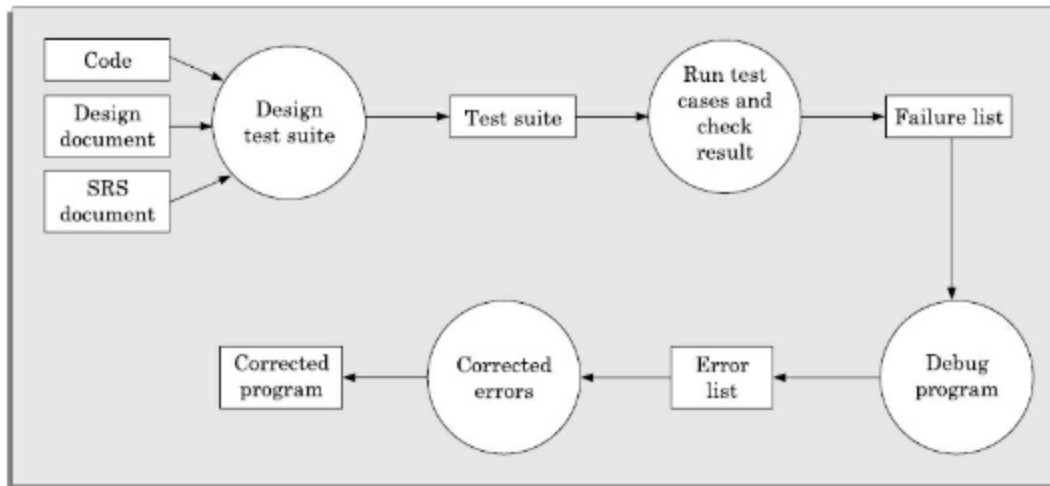 Code
Design
document
SRS
document
Design
test suite
Test suite
Run test
cases and
check
result
Failure list
Debug
program
Error
list
Corrected
errors
Corrected
program